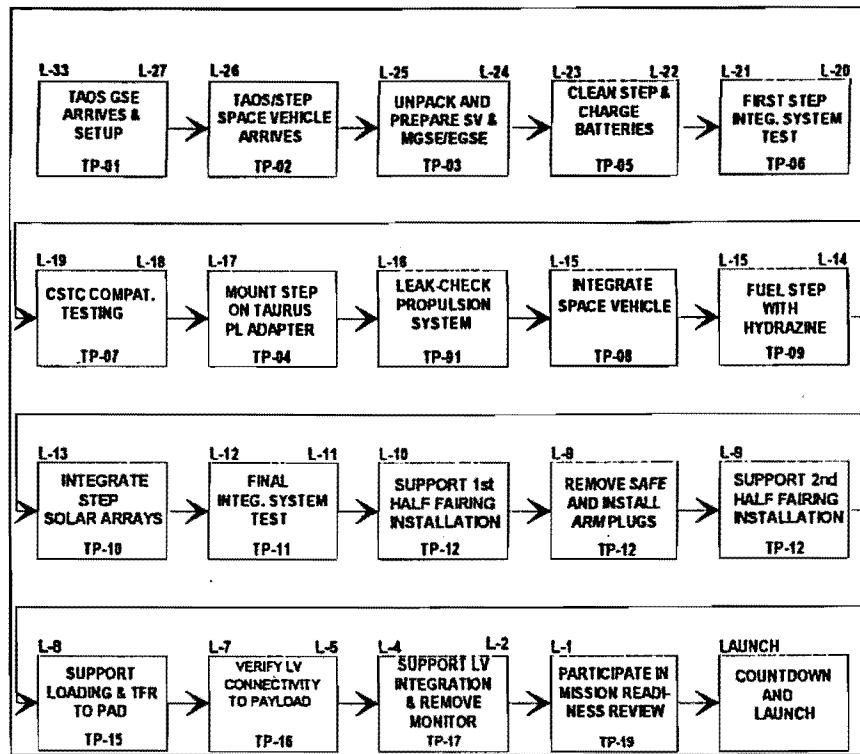 L-33 L-27
TAOS GSE
ARRIVES &
SETUP
TP-01
L-26
TAOS/STEP
SPACE VEHICLE
ARRIVES
TP-02
L-25 L-24
UNPACK AND
PREPARE SV &
MGSE/EGSE
TP-03
L-23 L-22
CLEAN STEP &
CHARGE
BATTERIES
TP-05
L-21 L-20
FIRST STEP
INTEG. SYSTEM
TEST
TP-06
L-19 L-18
CSTC COMPAT.
TESTING
TP-07
L-17
MOUNT STEP
ON TAURUS
PL ADAPTER
TP-04
L-16
LEAK-CHECK
PROPULSION
SYSTEM
TP-01
L-15
INTEGRATE
SPACE VEHICLE
TP-08
L-15 L-14
FUEL STEP
WITH
HYDRAZINE
TP-09
L-13
INTEGRATE
STEP
SOLAR ARRAYS
TP-10
L-12 L-11
FINAL
INTEG. SYSTEM
TEST
TP-11
L-10
SUPPORT 1st
HALF FAIRING
INSTALLATION
TP-12
L-9
REMOVE SAFE
AND INSTALL
ARM PLUGS
TP-12
L-9
SUPPORT 2nd
HALF FAIRING
INSTALLATION
TP-12
L-8
SUPPORT
LOADING & TFR
TO PAD
TP-15
L-7 L-5
VERIFY LV
CONNECTIVITY
TO PAYLOAD
TP-16
L-4 L-2
SUPPORT LV
INTEGRATION
& REMOVE
MONITOR
TP-17
L-1
PARTICIPATE IN
MISSION READI-
NESS REVIEW
TP-19
LAUNCH
COUNTDOWN
AND
LAUNCH